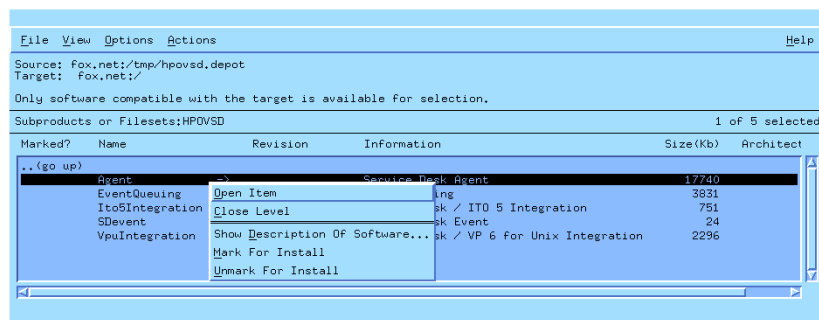 File View Options Actions Help
Source: fox.net:/tmp/hpovsd.depot
Target: fox.net:/
Only software compatible with the target is available for selection.
Subproducts or Filesets:HPOVSD 1 of 5 selected
Marked? Name Revision Information Size(Kb) Architect
..(go up)
Agent -> Service Desk Agent 17740
EventQueuing ing 3831
Ito5Integration sk / ITO 5 Integration 751
SDevent sk Event 24
VpuIntegration sk / VP 6 for Unix Integration 2296
Open Item
Close Level
Show Description Of Software...
Mark For Install
Unmark For Install